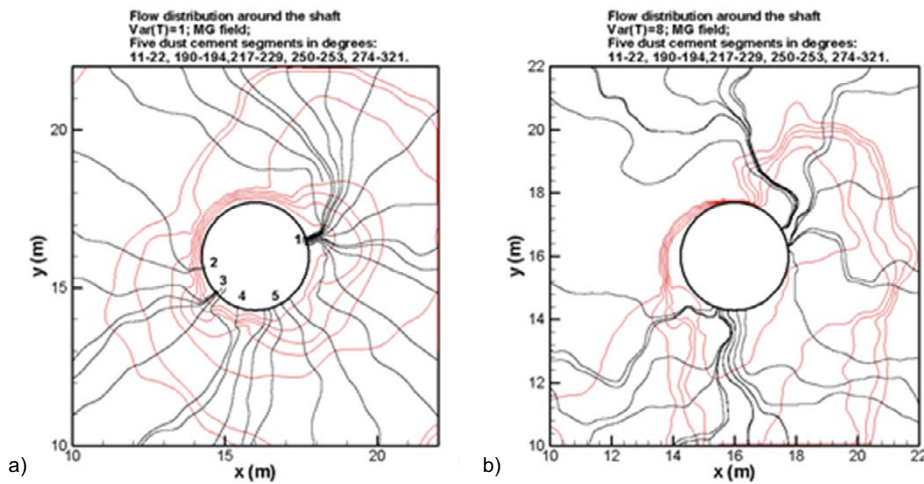 Flow distribution around the shaft
Var(T)=1; MG field;
Five dust cement segments in degrees:
11-22, 190-194,217-229, 250-253, 274-321.
20
15
10
y (m)
1
2
3
4
5
10
15
20
x (m)
a)
Flow distribution around the shaft
Var(T)=8; MG field;
Five dust cement segments in degrees:
11-22, 190-194,217-229, 250-253, 274-321.
22
20
18
16
14
12
10
y (m)
10
12
14
16
18
20
22
x (m)
b)